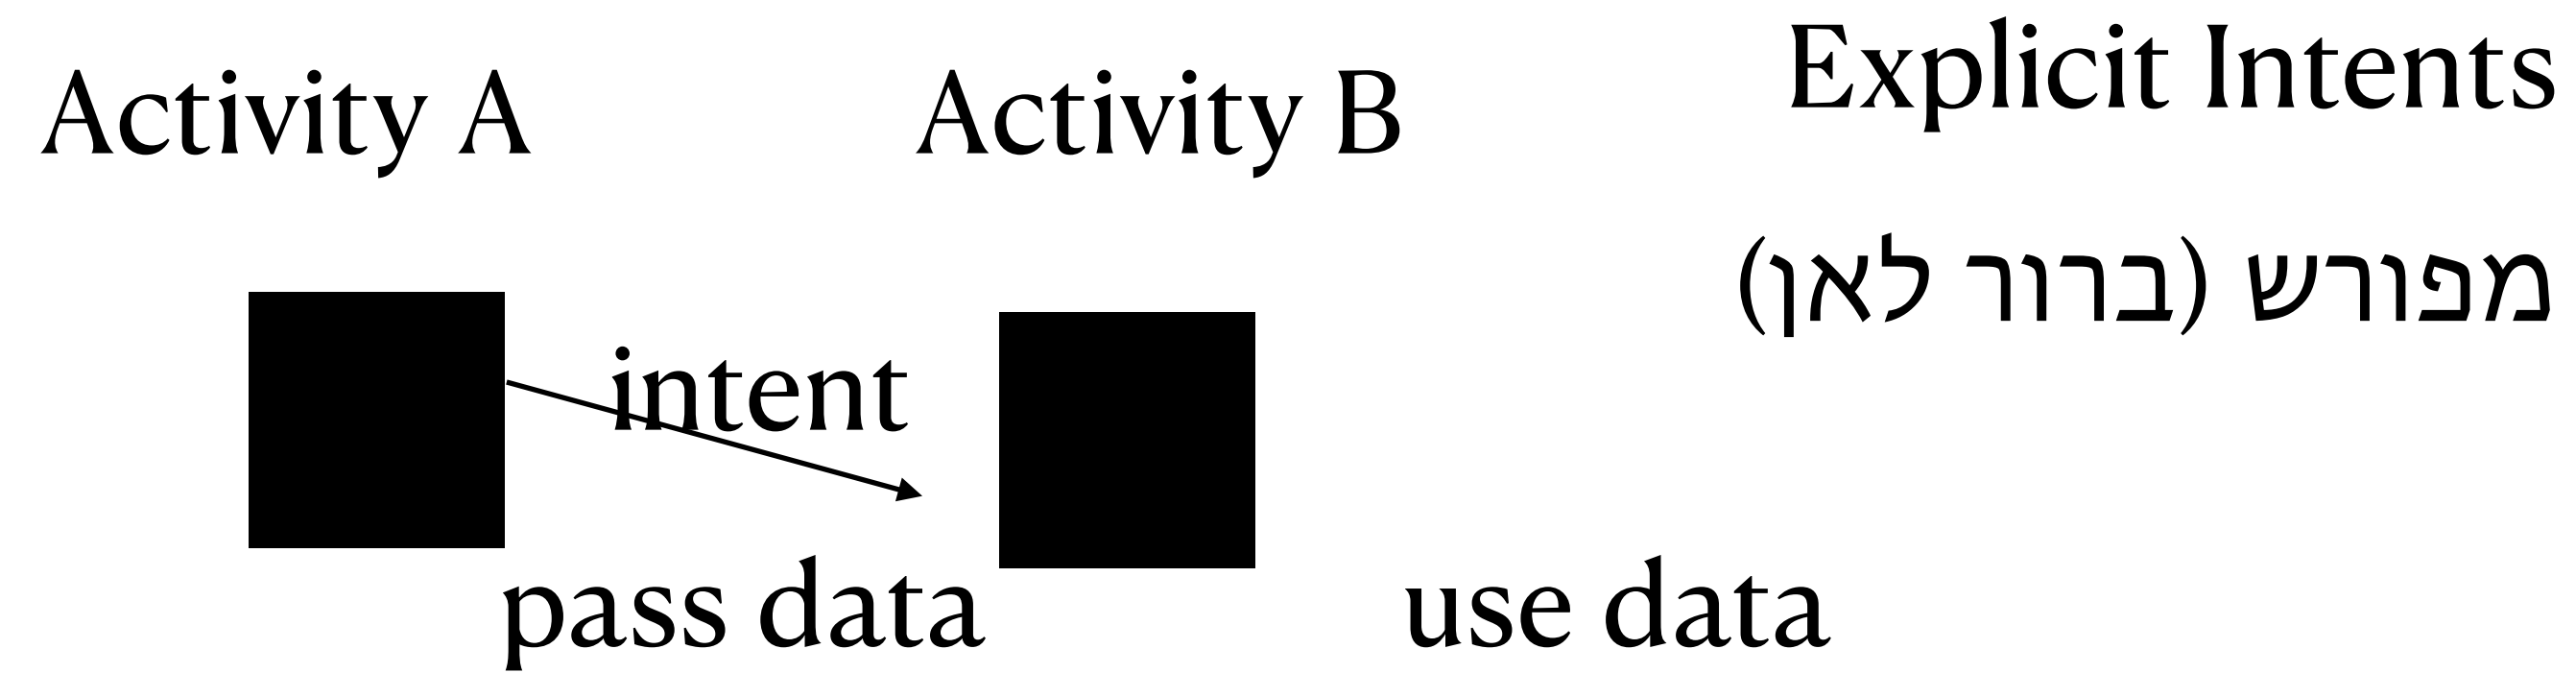 Activity A
Activity B
Explicit Intents
מפורש (ברור לאן)
intent
pass data
use data